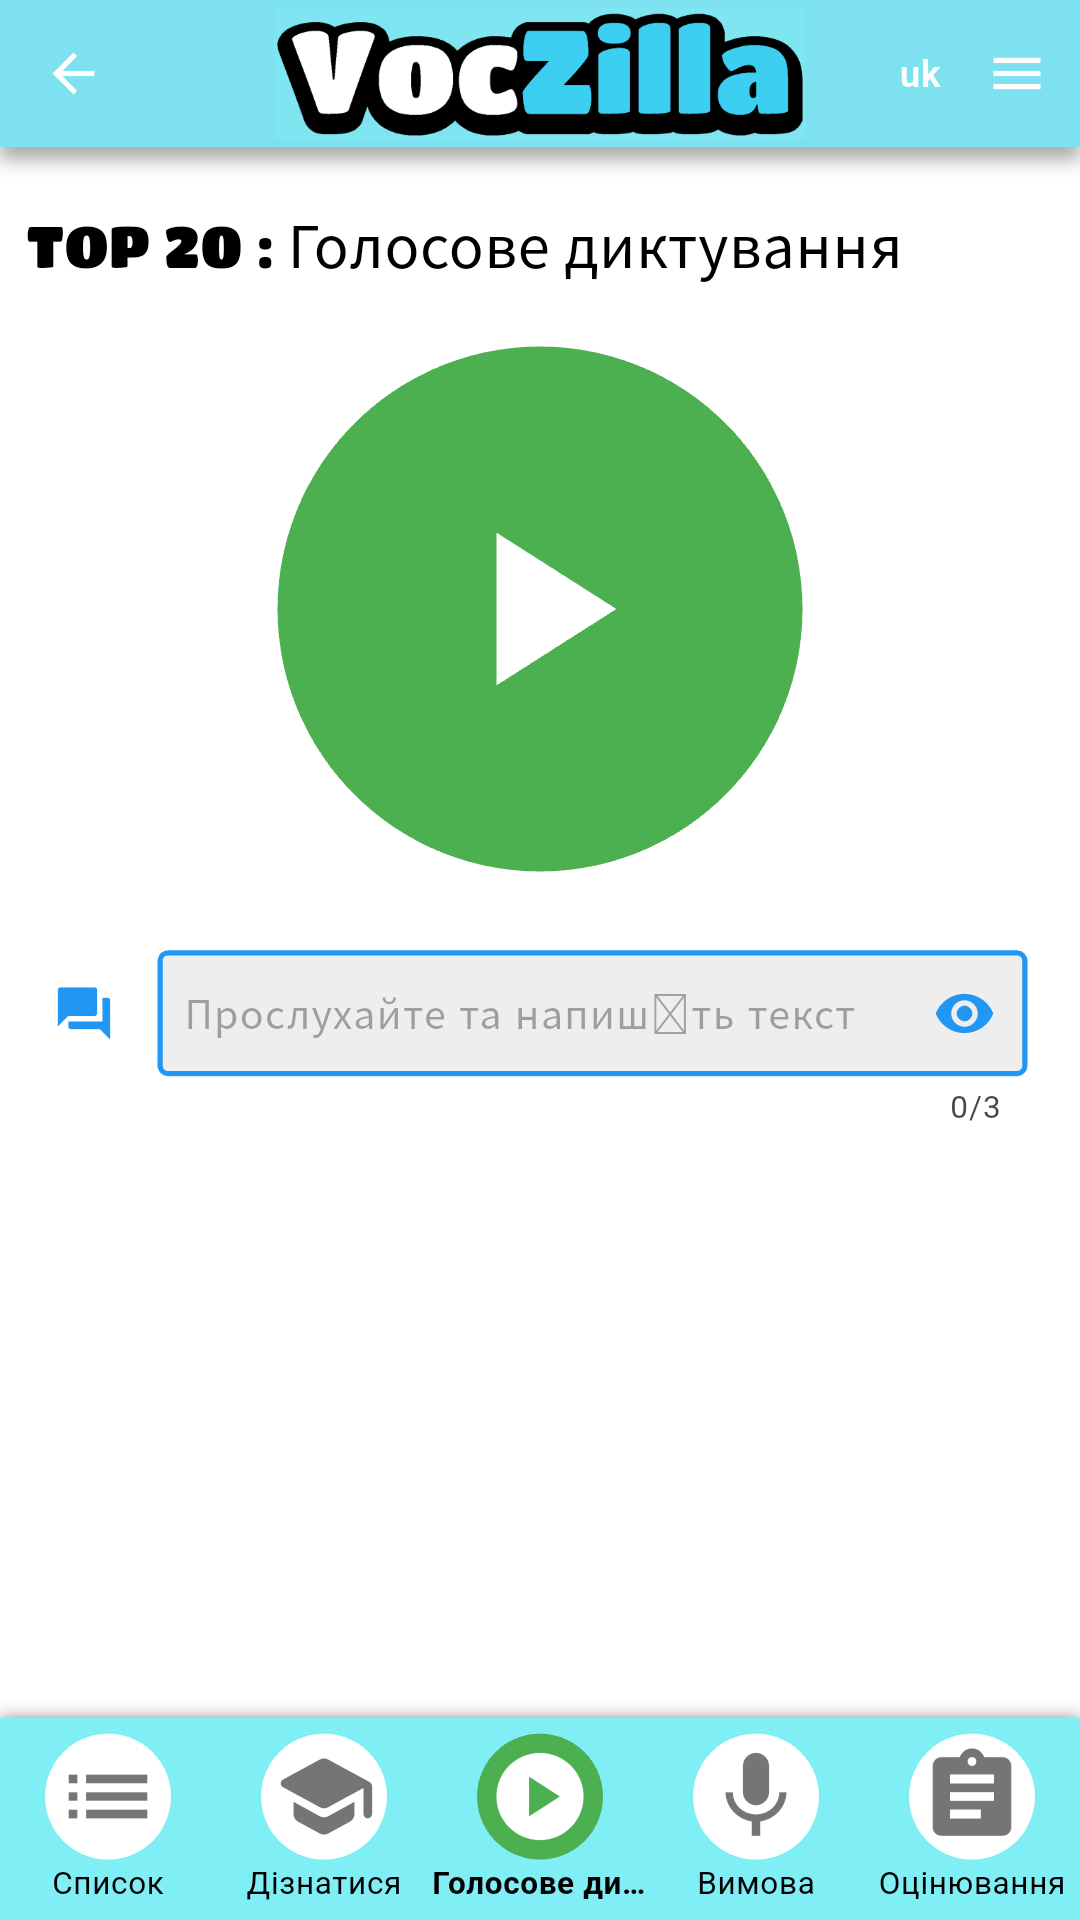 VocZilla
uk
TOP 20 : Голосове диктування
Прослухайте та напиш☒ть текст
0/3
Список
Дізнатися
Голосове ди...
Вимова
Оцінювання